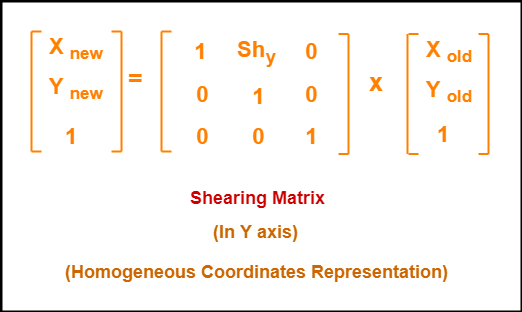 X new = 1 Shy 0 x X old
Y new 0 1 0 Y old
1 0 0 1 1
Shearing Matrix
(In Y axis)
(Homogeneous Coordinates Representation)